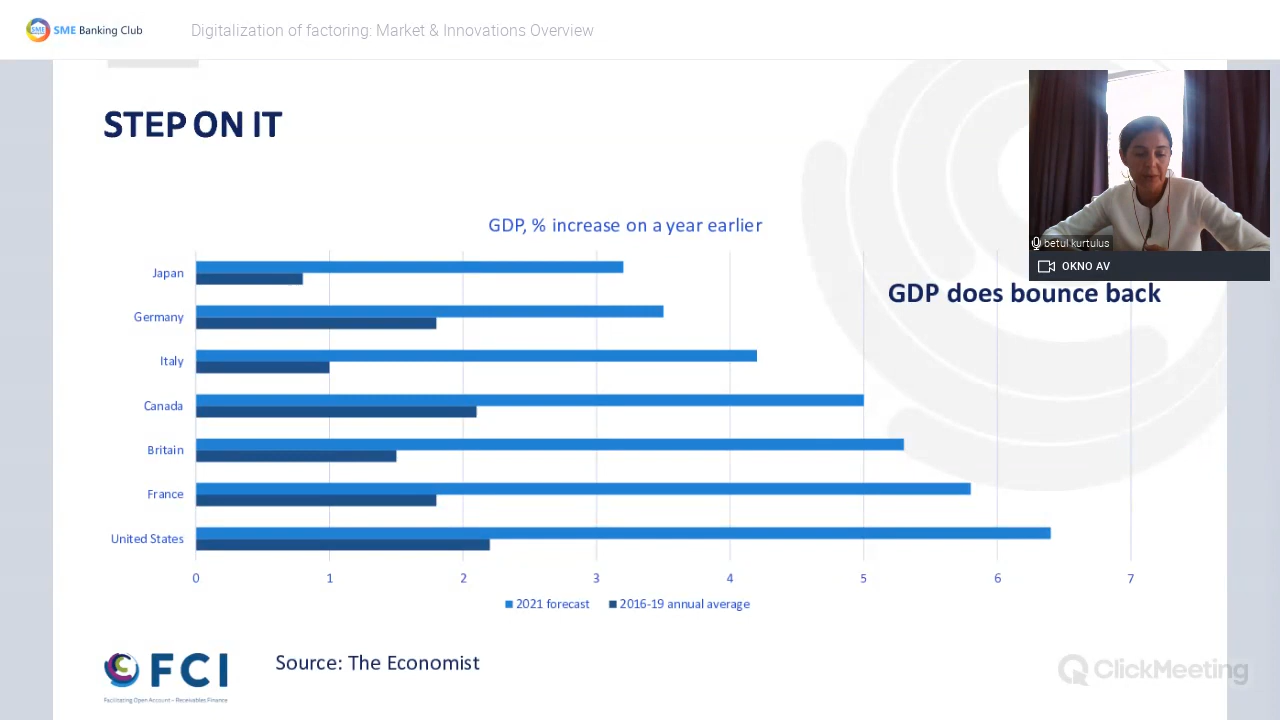 SME
SME Banking Club
Digitalization of factoring: Market & Innovations Overview
STEP ON IT
betul kurtulus
OKNO AV
GDP, % increase on a year earlier
GDP does bounce back
Japan
Germany
Italy
Canada
Britain
France
United States
0 1 2 3 4 5 6 7
2021 forecast 2016-19 annual average
FCI
Facilitating Open Account – Receivables Finance
Source: The Economist
ClickMeeting